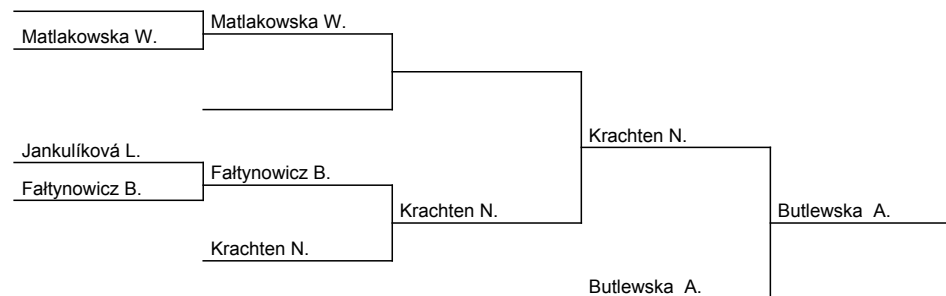 Matlakowska W.
Matlakowska W.
Krachten N.
Jankulíková L.
Fałtynowicz B.
Fałtynowicz B.
Krachten N.
Butlewska  A.
Krachten N.
Butlewska  A.